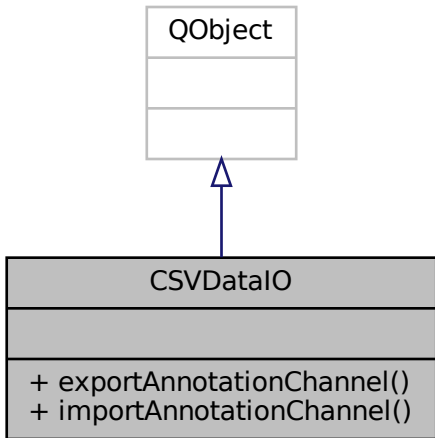 QObject
CSVDataIO
+ exportAnnotationChannel()
+ importAnnotationChannel()